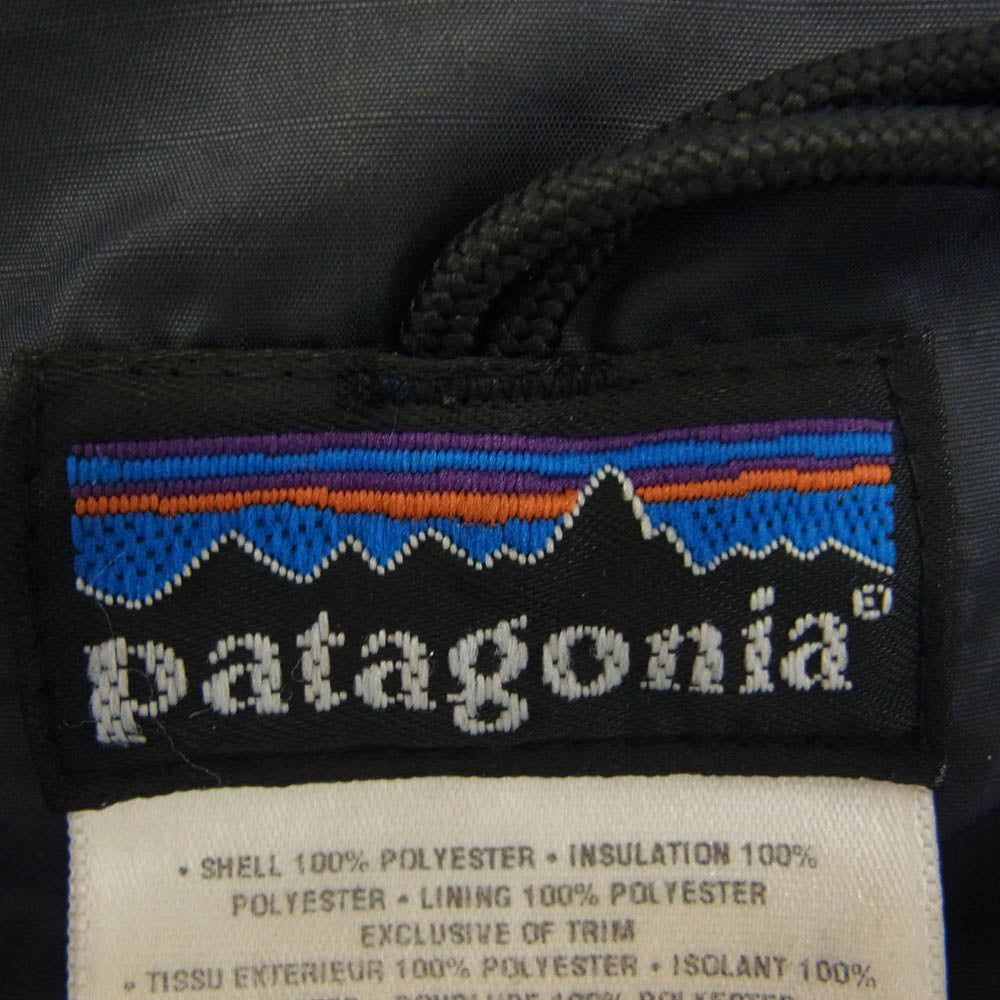 patagonia®
• SHELL 100% POLYESTER • INSULATION 100%
POLYESTER • LINING 100% POLYESTER
EXCLUSIVE OF TRIM
• TISSU EXTERIEUR 100% POLYESTER • ISOLANT 100%